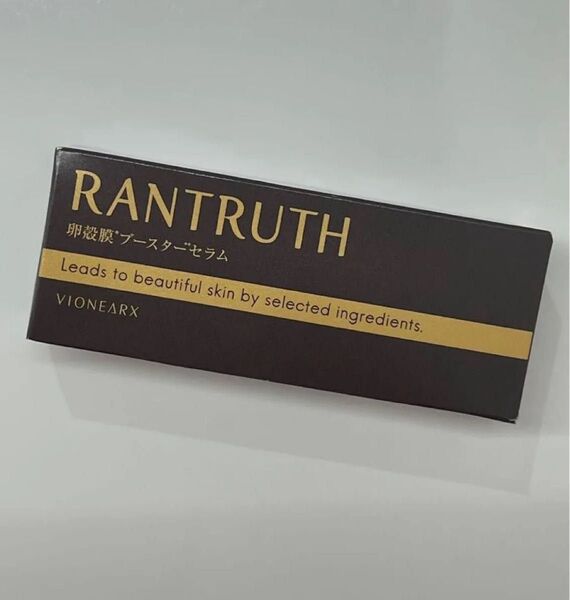 RANTRUTH
卵殻膜*ブースター**セラム
Leads to beautiful skin by selected ingredients.
VIONEARX